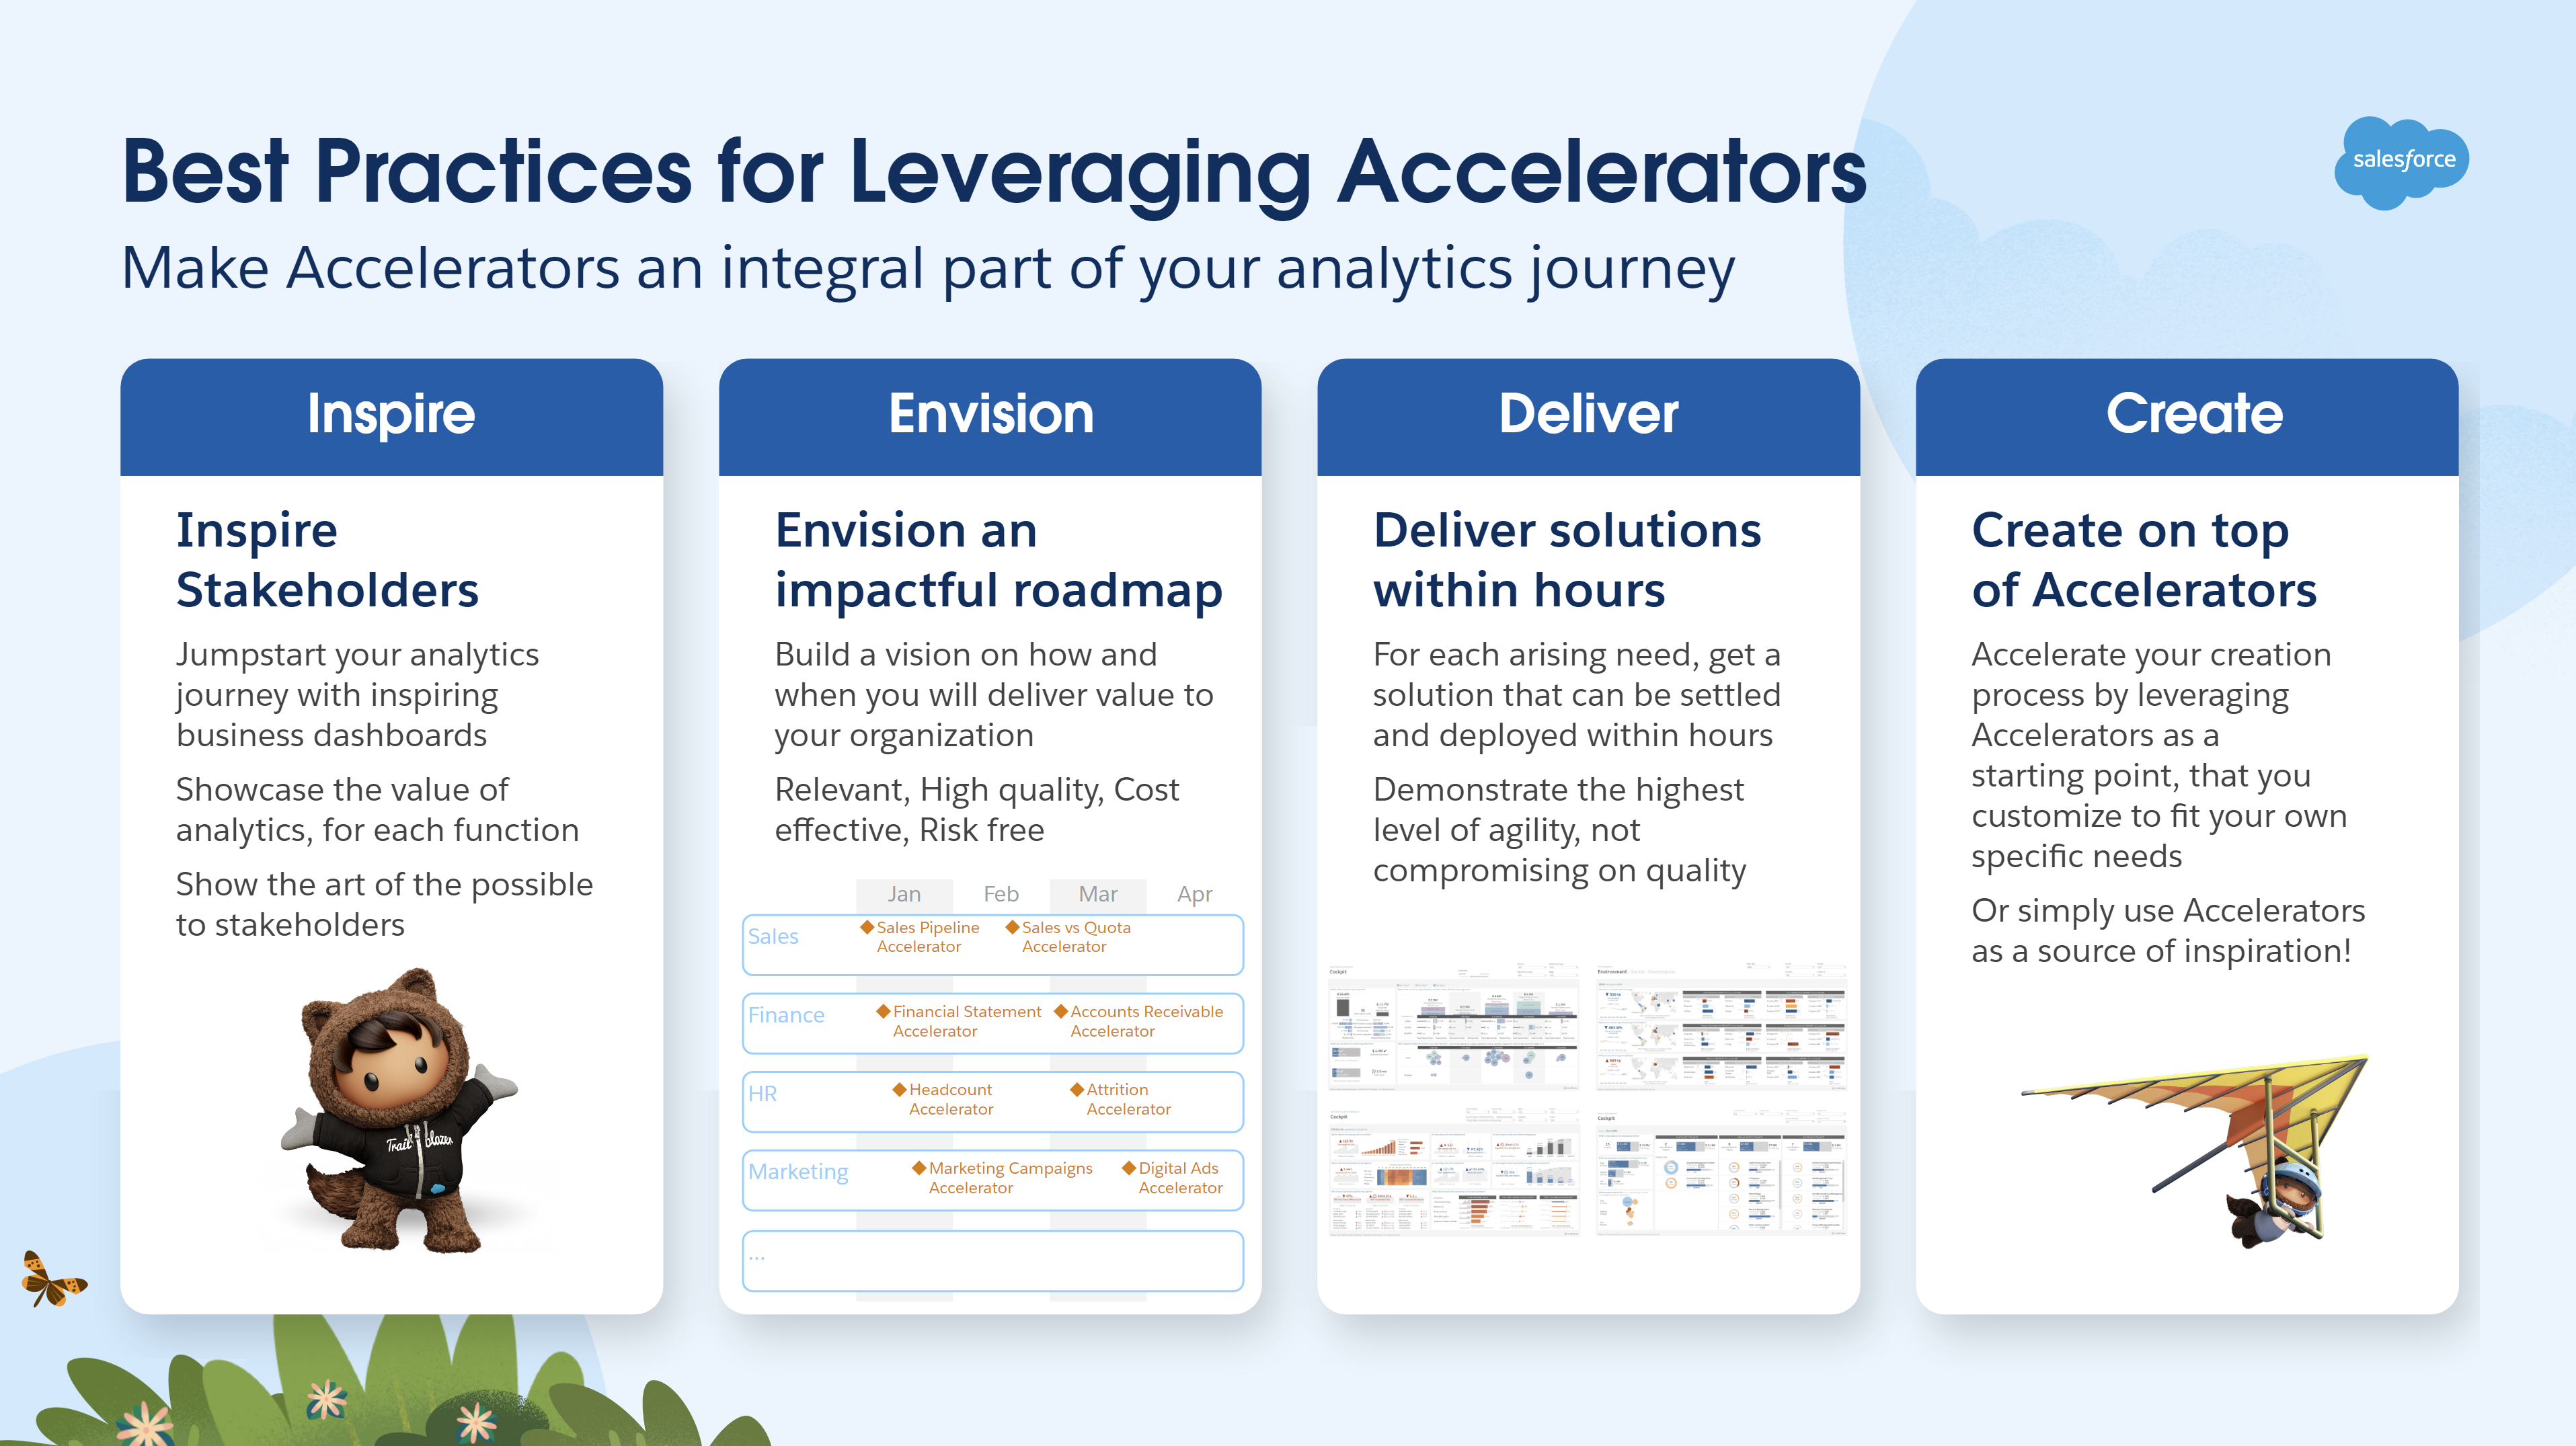 Best Practices for Leveraging Accelerators
salesforce
Make Accelerators an integral part of your analytics journey
Inspire
Inspire
Stakeholders
Jumpstart your analytics
journey with inspiring
business dashboards
Showcase the value of
analytics, for each function
Show the art of the possible
to stakeholders
Trailblazer
Envision
Envision an
impactful roadmap
Build a vision on how and
when you will deliver value to
your organization
Relevant, High quality, Cost
effective, Risk free
Jan Feb Mar Apr
Sales
Sales Pipeline
Accelerator
Sales vs Quota
Accelerator
Finance
Financial Statement
Accelerator
Accounts Receivable
Accelerator
HR
Headcount
Accelerator
Attrition
Accelerator
Marketing
Marketing Campaigns
Accelerator
Digital Ads
Accelerator
...
Deliver
Deliver solutions
within hours
For each arising need, get a
solution that can be settled
and deployed within hours
Demonstrate the highest
level of agility, not
compromising on quality
Cockpit
Environment
Cockpit
Cockpit
Create
Create on top
of Accelerators
Accelerate your creation
process by leveraging
Accelerators as a
starting point, that you
customize to fit your own
specific needs
Or simply use Accelerators
as a source of inspiration!